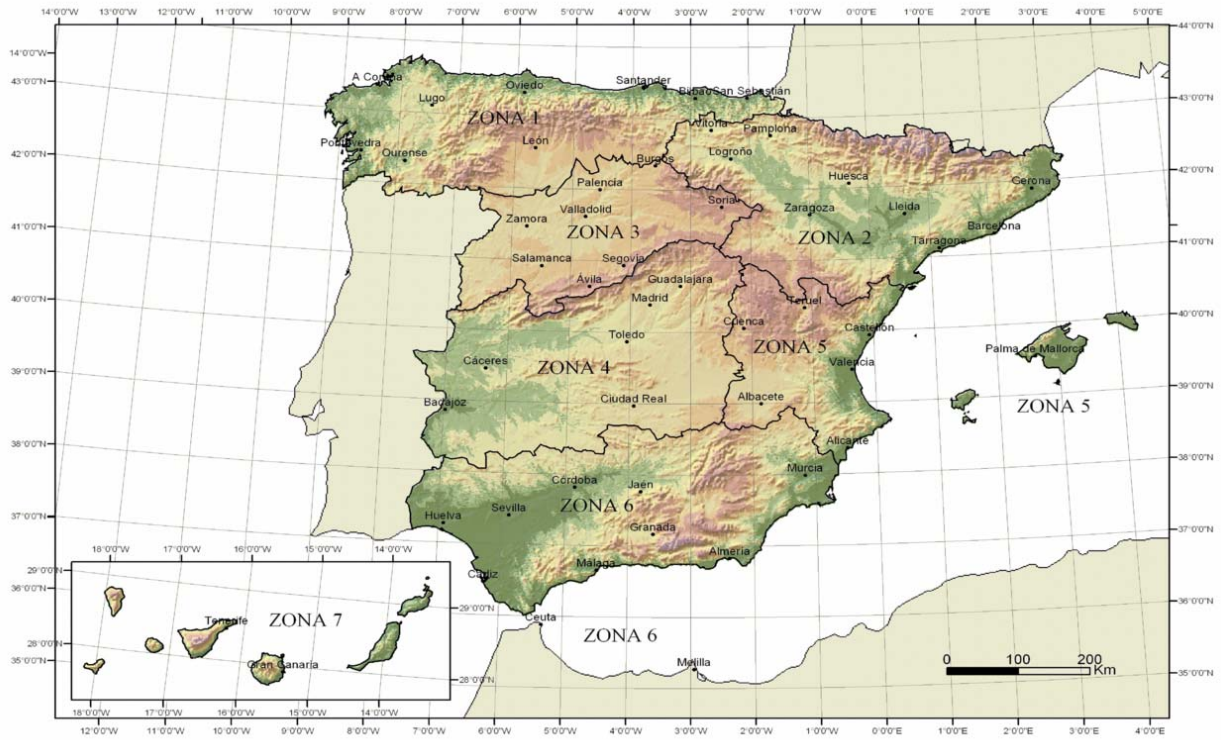 14°0'0"W 12°0'0"W 11°0'0"W 10°0'0"W 9°0'0"W 8°0'0"W 7°0'0"W 6°0'0"W 5°0'0"W 4°0'0"W 3°0'0"W 2°0'0"W 1°0'0"W 0°0'0"E 1°0'0"E 2°0'0"E 3°0'0"E 5°0'0"E
44°0'0"N
14°0'0"W
43°0'0"N
42°0'0"N
41°0'0"N
40°0'0"N
39°0'0"N
38°0'0"N
37°0'0"N
43°0'0"N
42°0'0"N
41°0'0"N
40°0'0"N
39°0'0"N
38°0'0"N
37°0'0"N
36°0'0"N
35°0'0"N
A Coruña
Lugo
Oviedo
Santander
Bilbao
San Sebastián
ZONA 1
Vitoria
Pamplona
Pontevedra
Ourense
León
Burgos
Logroño
Huesca
Gerona
Palencia
Soria
Zaragoza
Lleida
Zamora
Valladolid
ZONA 3
ZONA 2
Barcelona
Tarragona
Salamanca
Segovia
Ávila
Guadalajara
Madrid
Teruel
Cuenca
Castellón
Toledo
ZONA 5
Palma de Mallorca
Cáceres
ZONA 4
Valencia
Badajoz
Ciudad Real
Albacete
ZONA 5
Alicante
Murcia
Córdoba
Jaén
ZONA 6
Huelva
Sevilla
Granada
Almería
Málaga
Cádiz
Ceuta
ZONA 6
Melilla
18°0'0"W 17°0'0"W 16°0'0"W 15°0'0"W 14°0'0"W
29°0'0"N
36°0'0"N
28°0'0"N
35°0'0"N
29°0'0"N
28°0'0"N
Tenerife
ZONA 7
Gran Canaria
18°0'0"W 17°0'0"W 16°0'0"W 15°0'0"W 14°0'0"W
0 100 200
Km
12°0'0"W 11°0'0"W 10°0'0"W 9°0'0"W 8°0'0"W 7°0'0"W 6°0'0"W 5°0'0"W 4°0'0"W 3°0'0"W 2°0'0"W 1°0'0"W 0°0'0"E 1°0'0"E 2°0'0"E 3°0'0"E 4°0'0"E